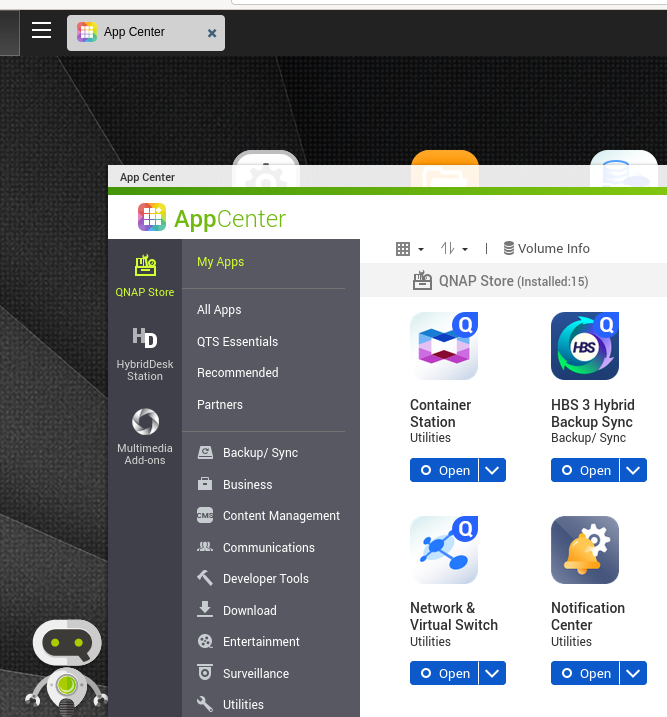 App Center
App Center
AppCenter
QNAP Store
HybridDesk
Station
Multimedia
Add-ons
My Apps
All Apps
QTS Essentials
Recommended
Partners
Backup/ Sync
Business
CMS Content Management
Communications
Developer Tools
Download
Entertainment
Surveillance
Utilities
Volume Info
QNAP Store (Installed:15)
Q
Container
Station
Utilities
Open
Q
HBS
HBS 3 Hybrid
Backup Sync
Backup/ Sync
Open
Q
Network &
Virtual Switch
Utilities
Open
Notification
Center
Utilities
Open